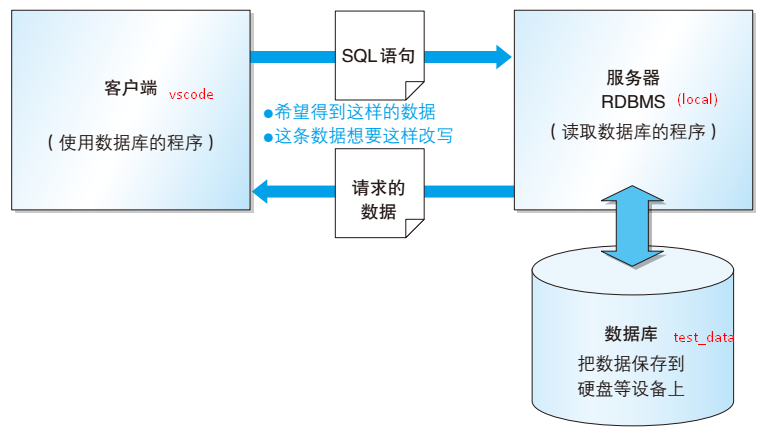 客户端 vscode
(使用数据库的程序)
SQL语句
●希望得到这样的数据
●这条数据想要这样改写
请求的
数据
服务器
RDBMS (local)
(读取数据库的程序)
数据库 test_data
把数据保存到
硬盘等设备上